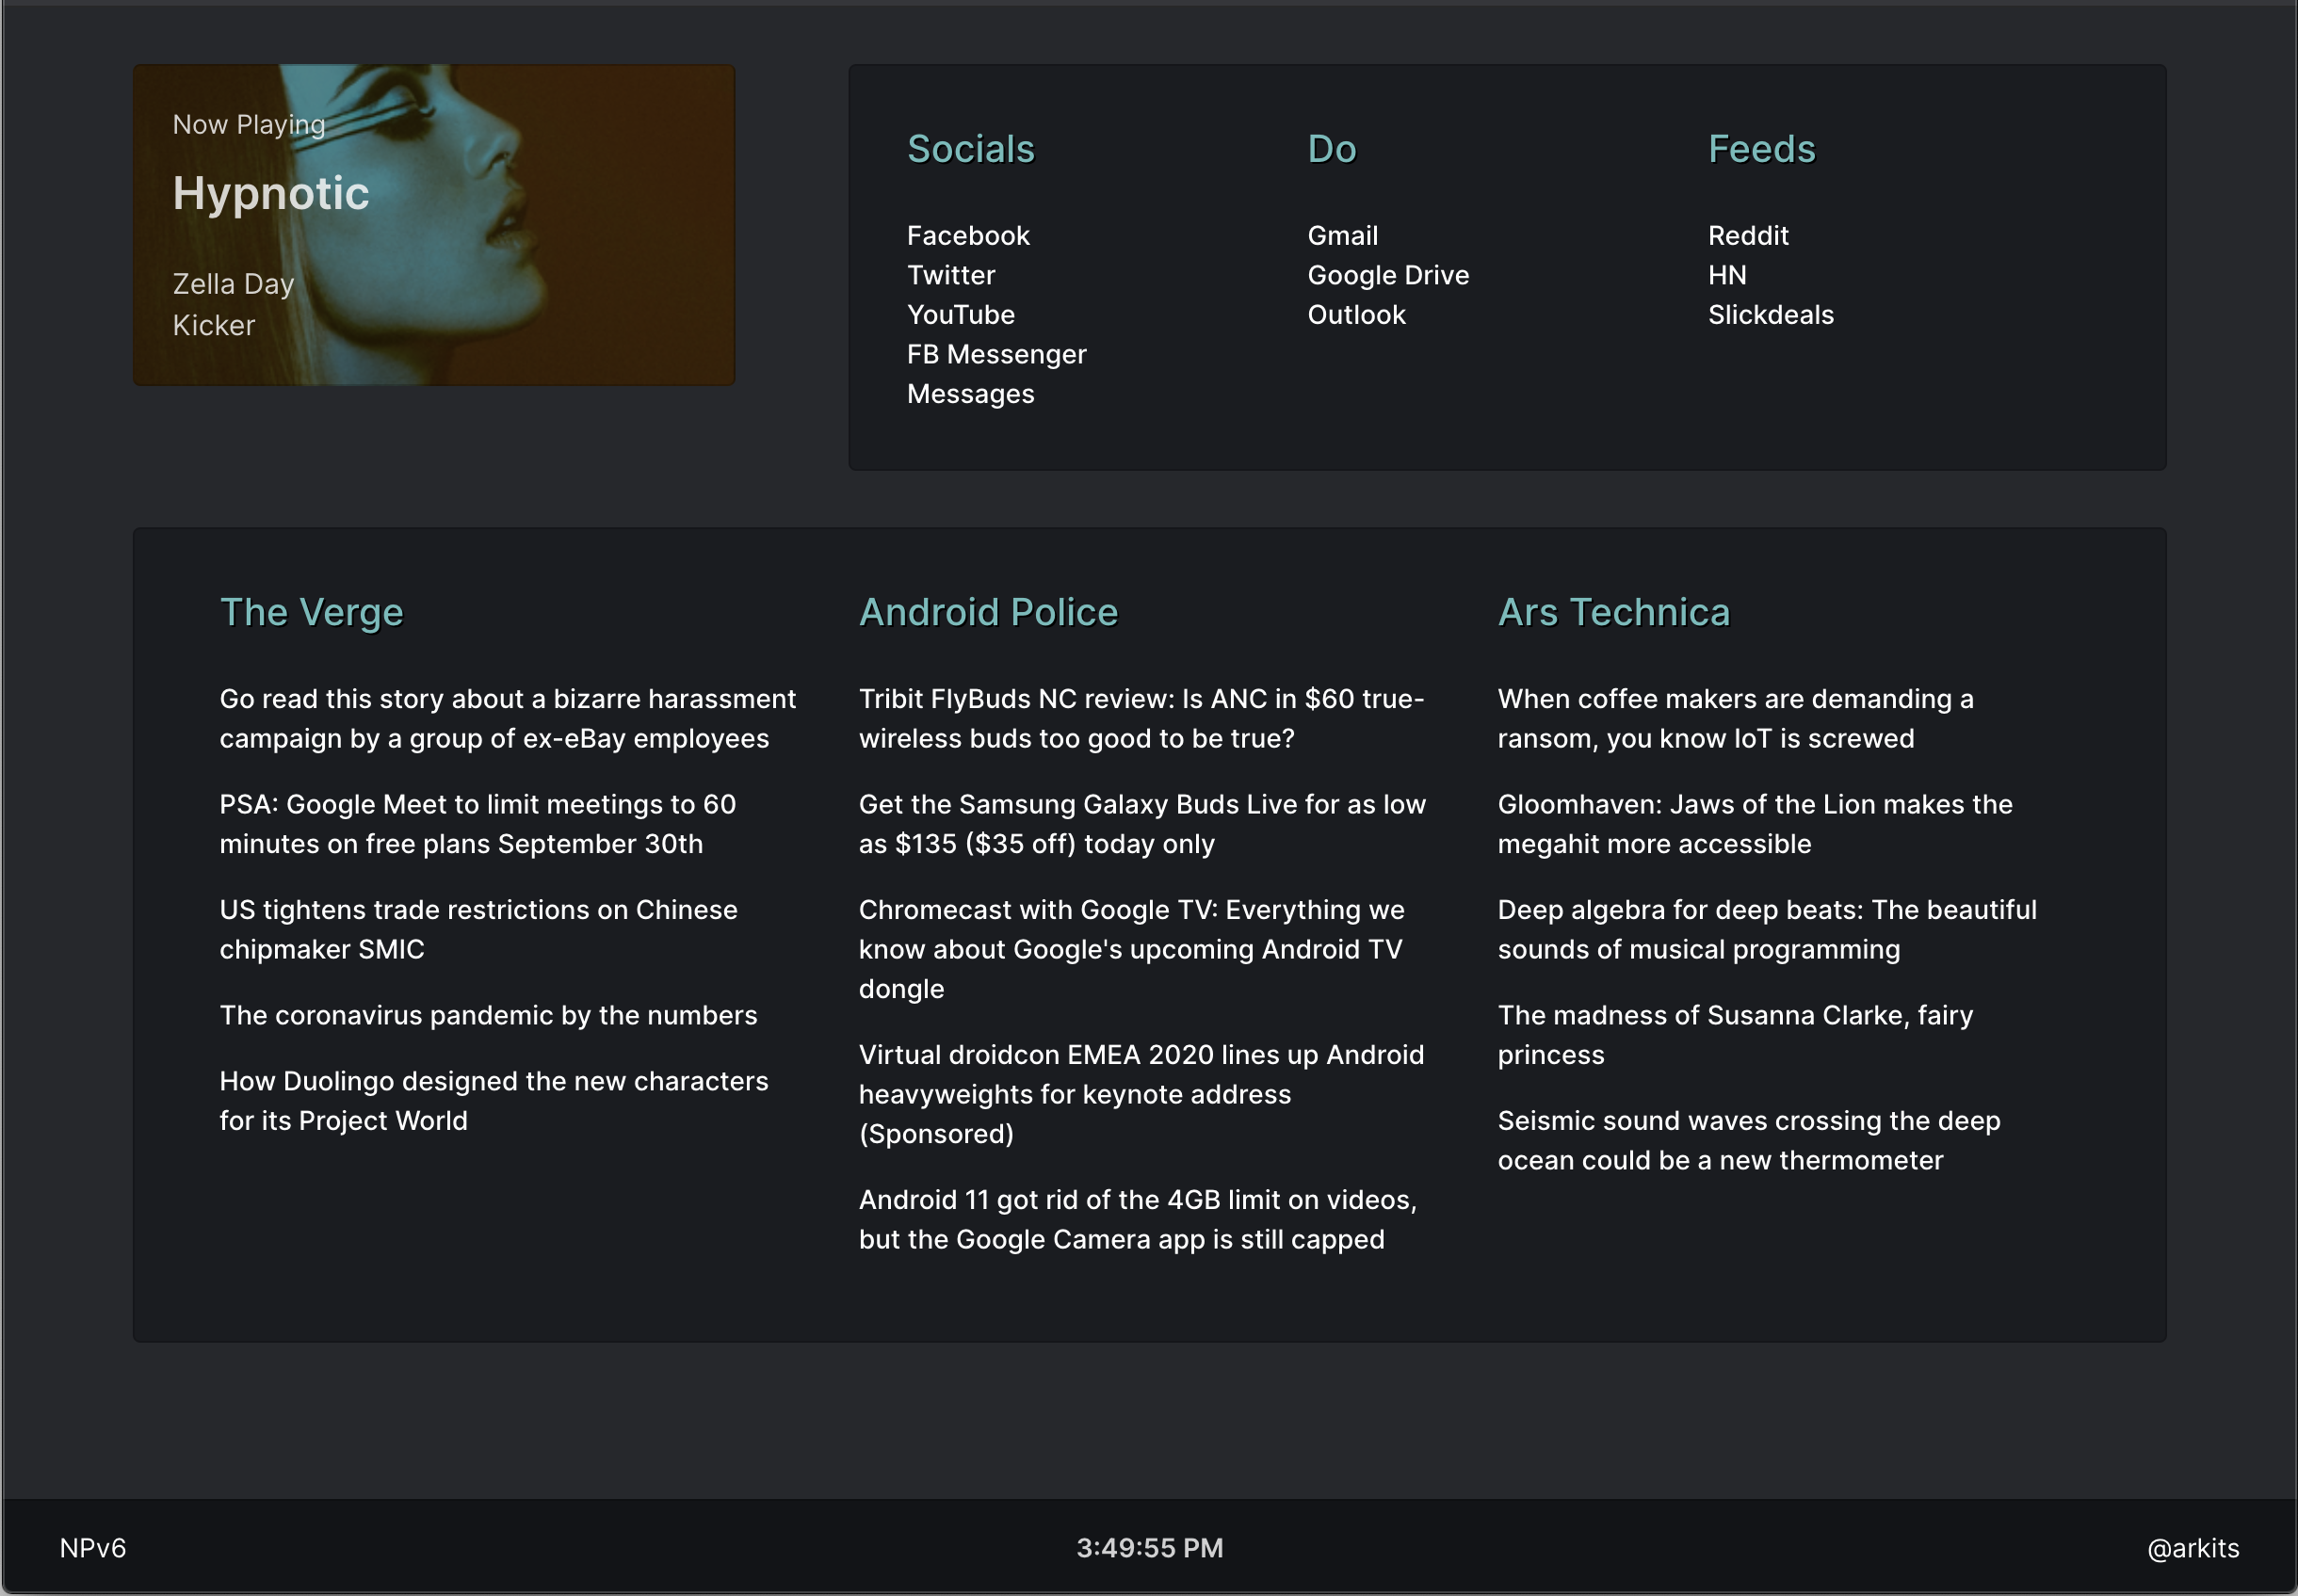 Now Playing
Hypnotic
Zella Day
Kicker
Socials
Facebook
Twitter
YouTube
FB Messenger
Messages
Do
Gmail
Google Drive
Outlook
Feeds
Reddit
HN
Slickdeals
The Verge
Go read this story about a bizarre harassment
campaign by a group of ex-eBay employees
PSA: Google Meet to limit meetings to 60
minutes on free plans September 30th
US tightens trade restrictions on Chinese
chipmaker SMIC
The coronavirus pandemic by the numbers
How Duolingo designed the new characters
for its Project World
Android Police
Tribit FlyBuds NC review: Is ANC in $60 true-
wireless buds too good to be true?
Get the Samsung Galaxy Buds Live for as low
as $135 ($35 off) today only
Chromecast with Google TV: Everything we
know about Google's upcoming Android TV
dongle
Virtual droidcon EMEA 2020 lines up Android
heavyweights for keynote address
(Sponsored)
Android 11 got rid of the 4GB limit on videos,
but the Google Camera app is still capped
Ars Technica
When coffee makers are demanding a
ransom, you know IoT is screwed
Gloomhaven: Jaws of the Lion makes the
megahit more accessible
Deep algebra for deep beats: The beautiful
sounds of musical programming
The madness of Susanna Clarke, fairy
princess
Seismic sound waves crossing the deep
ocean could be a new thermometer
NPv6
3:49:55 PM
@arkits